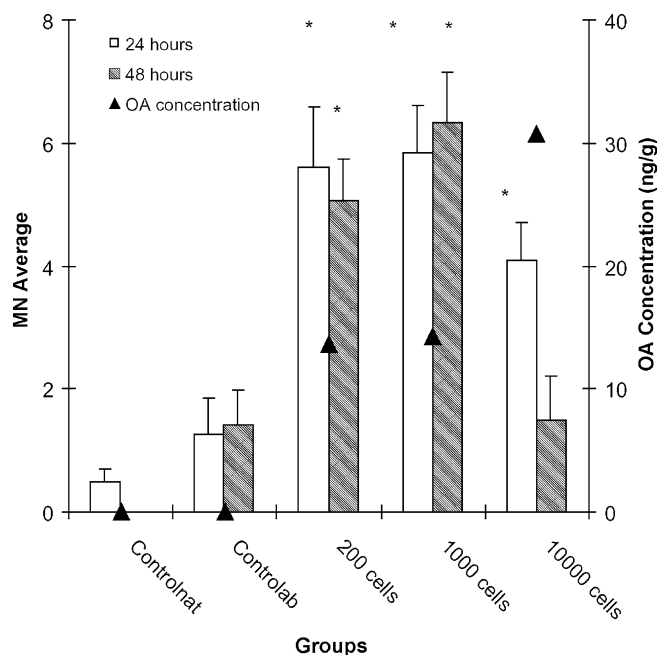 8
6
4
2
0
MN Average
24 hours
48 hours
OA concentration
*
*
*
*
*
40
30
20
10
0
OA Concentration (ng/g)
Controlnat
Controlab
200 cells
1000 cells
10000 cells
Groups